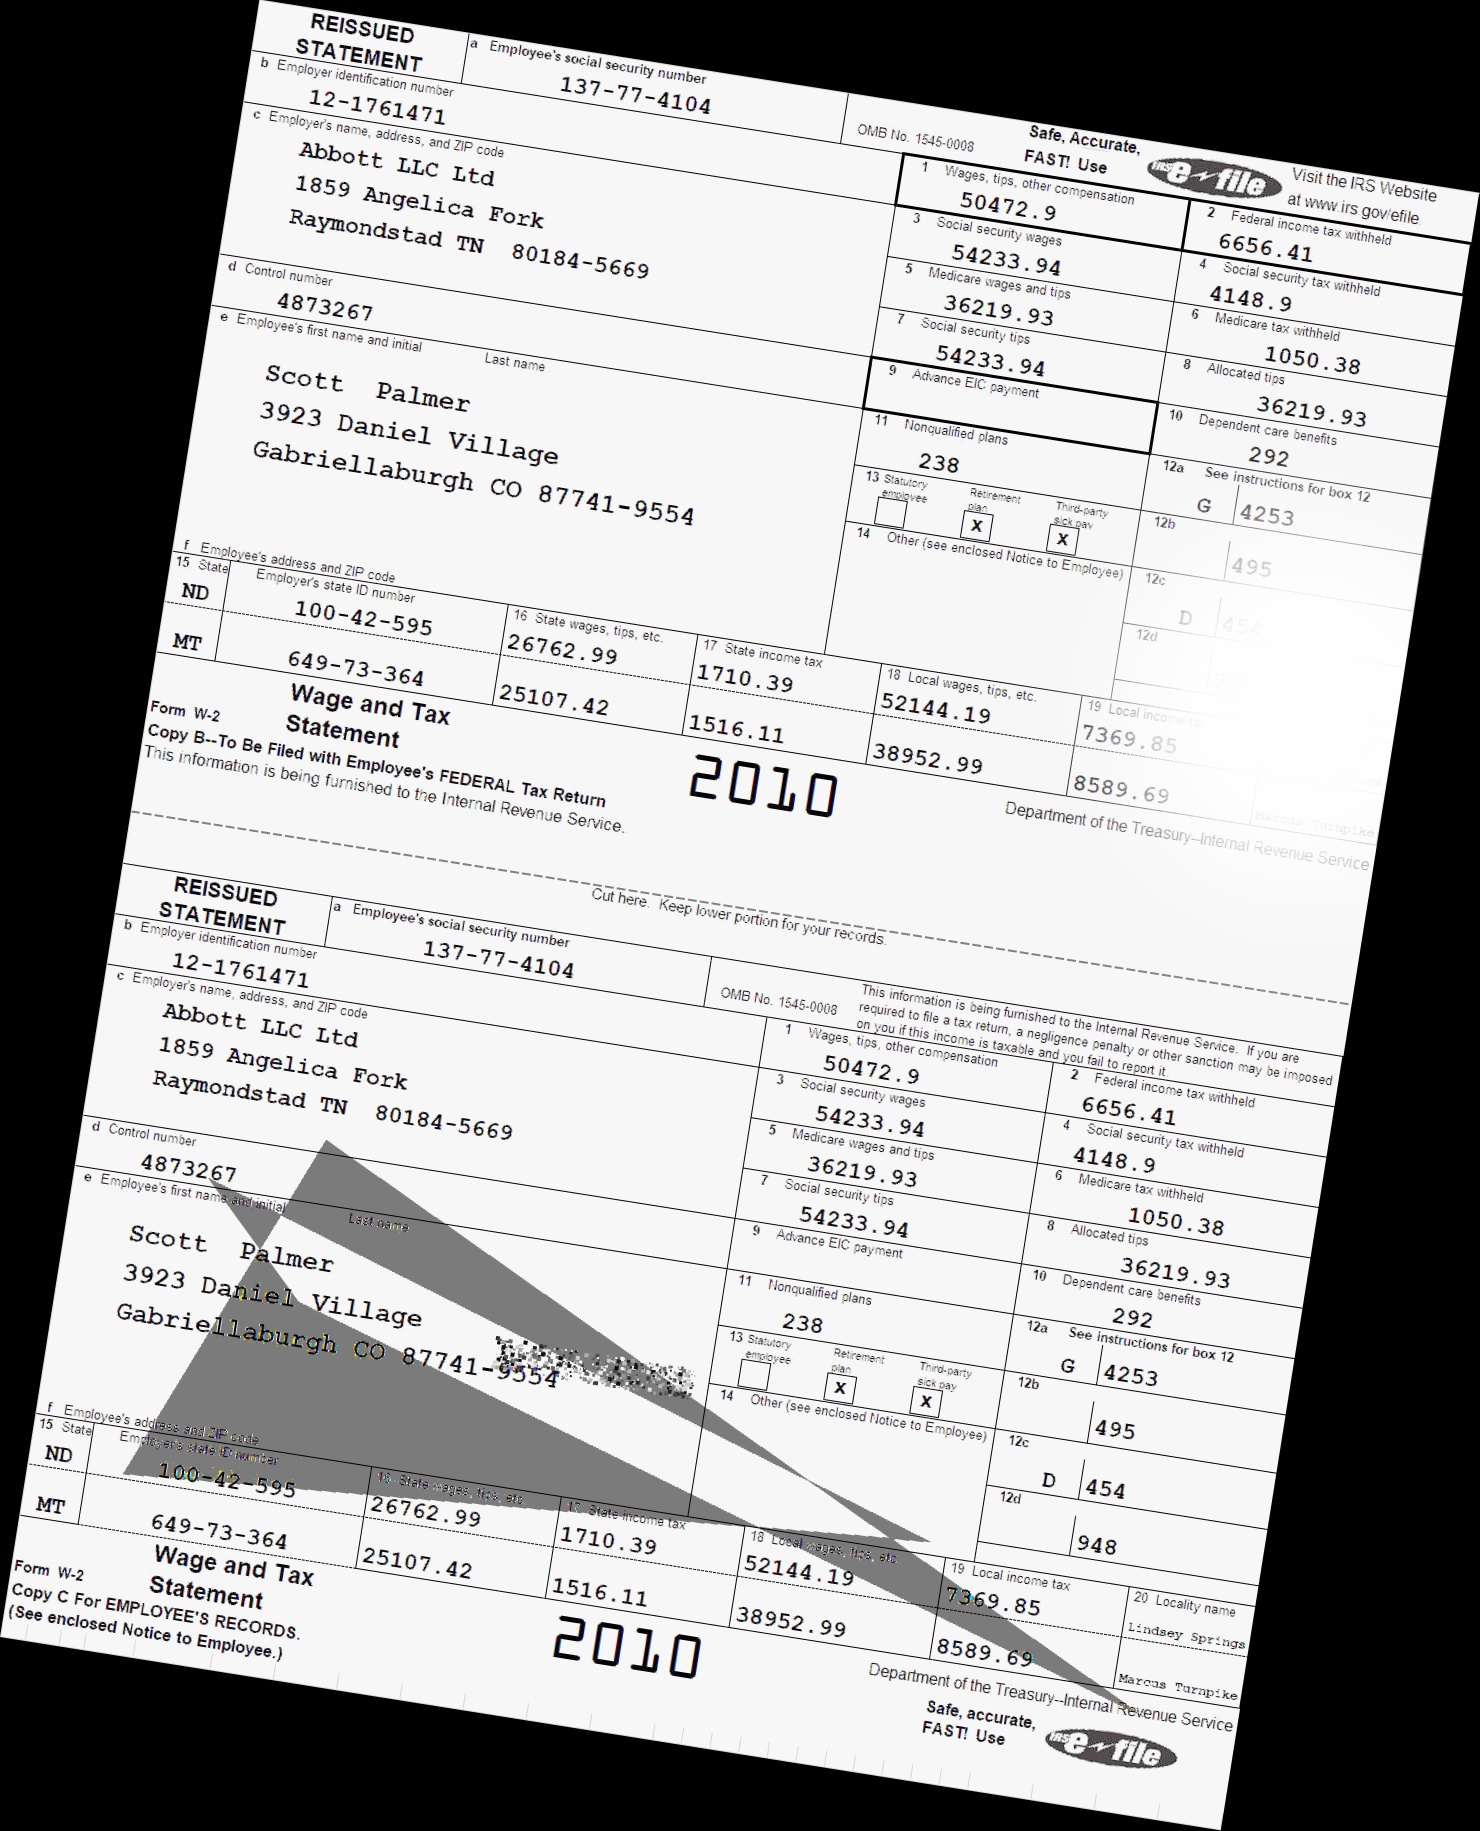 REISSUED
STATEMENT
a Employee's social security number
137-77-4104
OMB No. 1545-0008
Safe, Accurate,
FAST! Use
IRS e-file
Visit the IRS Website
at www.irs.gov/efile.
b Employer identification number
12-1761471
c Employer's name, address, and ZIP code
Abbott LLC Ltd
1859 Angelica Fork
Raymondstad TN 80184-5669
1 Wages, tips, other compensation
50472.9
2 Federal income tax withheld
6656.41
3 Social security wages
54233.94
4 Social security tax withheld
4148.9
5 Medicare wages and tips
36219.93
6 Medicare tax withheld
1050.38
d Control number
4873267
7 Social security tips
54233.94
8 Allocated tips
36219.93
e Employee's first name and initial Last name
Scott Palmer
3923 Daniel Village
Gabriellaburgh CO 87741-9554
9 Advance EIC payment
10 Dependent care benefits
292
11 Nonqualified plans
238
12a See instructions for box 12
G 4253
13 Statutory employee
Retirement plan
X
Third-party sick pay
X
12b
495
14 Other (see enclosed Notice to Employee)
12c
D 454
12d
f Employee's address and ZIP code
15 State Employer's state ID number
ND 100-42-595
MT 649-73-364
16 State wages, tips, etc.
26762.99
25107.42
17 State income tax
1710.39
1516.11
18 Local wages, tips, etc.
52144.19
38952.99
19 Local income tax
7369.85
8589.69
Marcus Turnpike
Form W-2
Wage and Tax
Statement
2010
Department of the Treasury--Internal Revenue Service
Copy B--To Be Filed with Employee's FEDERAL Tax Return
This information is being furnished to the Internal Revenue Service.
Cut here. Keep lower portion for your records.
REISSUED
STATEMENT
a Employee's social security number
137-77-4104
OMB No. 1545-0008
This information is being furnished to the Internal Revenue Service. If you are
required to file a tax return, a negligence penalty or other sanction may be imposed
on you if this income is taxable and you fail to report it.
b Employer identification number
12-1761471
c Employer's name, address, and ZIP code
Abbott LLC Ltd
1859 Angelica Fork
Raymondstad TN 80184-5669
1 Wages, tips, other compensation
50472.9
2 Federal income tax withheld
6656.41
3 Social security wages
54233.94
4 Social security tax withheld
4148.9
5 Medicare wages and tips
36219.93
6 Medicare tax withheld
1050.38
d Control number
4873267
7 Social security tips
54233.94
8 Allocated tips
36219.93
e Employee's first name and initial Last name
Scott Palmer
3923 Daniel Village
Gabriellaburgh CO 87741-9554
9 Advance EIC payment
10 Dependent care benefits
292
11 Nonqualified plans
238
12a See instructions for box 12
G 4253
13 Statutory employee
Retirement plan
X
Third-party sick pay
X
12b
495
14 Other (see enclosed Notice to Employee)
12c
D 454
12d
948
f Employee's address and ZIP code
15 State Employer's state ID number
ND 100-42-595
MT 649-73-364
16 State wages, tips, etc.
26762.99
25107.42
17 State income tax
1710.39
1516.11
18 Local wages, tips, etc.
52144.19
38952.99
19 Local income tax
7369.85
8589.69
20 Locality name
Lindsey Springs
Marcus Turnpike
Form W-2
Wage and Tax
Statement
2010
Department of the Treasury--Internal Revenue Service
Copy C For EMPLOYEE'S RECORDS.
(See enclosed Notice to Employee.)
Safe, accurate,
FAST! Use
IRS e-file